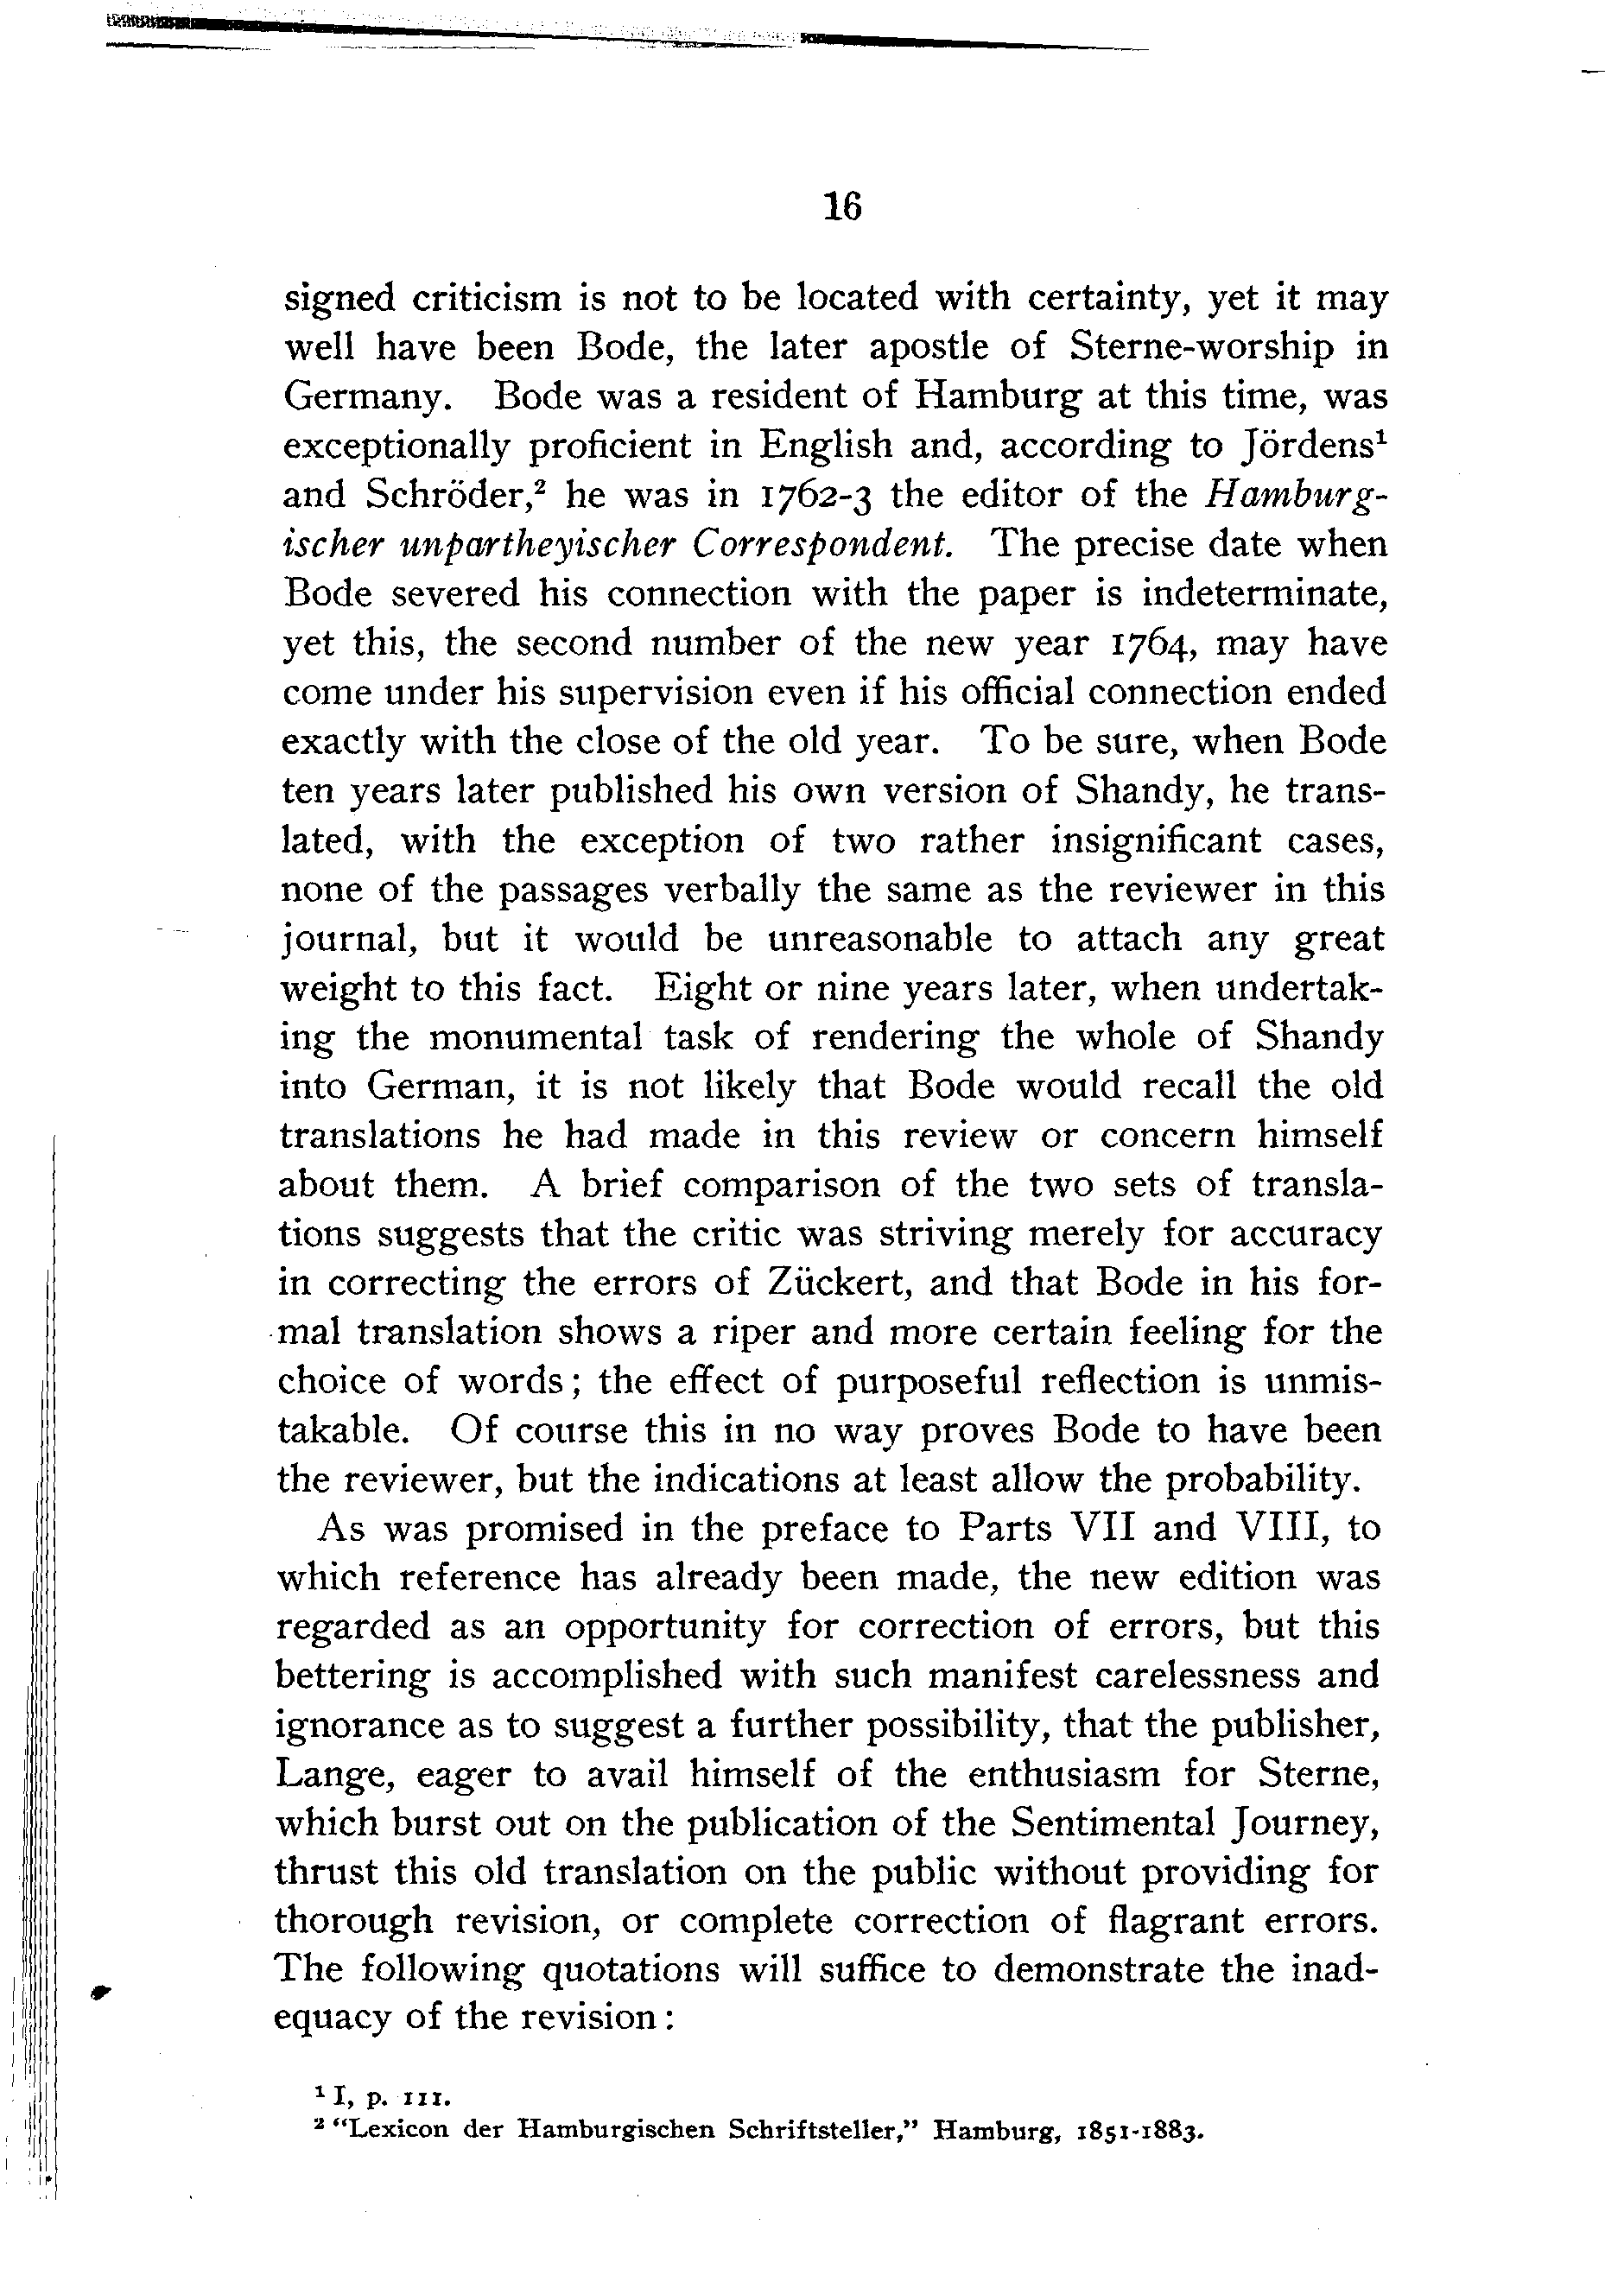 16
signed criticism is not to be located with certainty, yet it may
well have been Bode, the later apostle of Sterne-worship in
Germany. Bode was a resident of Hamburg at this time, was
exceptionally proficient in English and, according to Jördens¹
and Schröder,² he was in 1762-3 the editor of the Hamburg-
ischer unpartheyischer Correspondent. The precise date when
Bode severed his connection with the paper is indeterminate,
yet this, the second number of the new year 1764, may have
come under his supervision even if his official connection ended
exactly with the close of the old year. To be sure, when Bode
ten years later published his own version of Shandy, he trans-
lated, with the exception of two rather insignificant cases,
none of the passages verbally the same as the reviewer in this
journal, but it would be unreasonable to attach any great
weight to this fact. Eight or nine years later, when undertak-
ing the monumental task of rendering the whole of Shandy
into German, it is not likely that Bode would recall the old
translations he had made in this review or concern himself
about them. A brief comparison of the two sets of transla-
tions suggests that the critic was striving merely for accuracy
in correcting the errors of Zückert, and that Bode in his for-
mal translation shows a riper and more certain feeling for the
choice of words; the effect of purposeful reflection is unmis-
takable. Of course this in no way proves Bode to have been
the reviewer, but the indications at least allow the probability.
As was promised in the preface to Parts VII and VIII, to
which reference has already been made, the new edition was
regarded as an opportunity for correction of errors, but this
bettering is accomplished with such manifest carelessness and
ignorance as to suggest a further possibility, that the publisher,
Lange, eager to avail himself of the enthusiasm for Sterne,
which burst out on the publication of the Sentimental Journey,
thrust this old translation on the public without providing for
thorough revision, or complete correction of flagrant errors.
The following quotations will suffice to demonstrate the inad-
equacy of the revision:
¹ I, p. 111.
² “Lexicon der Hamburgischen Schriftsteller,” Hamburg, 1851-1883.